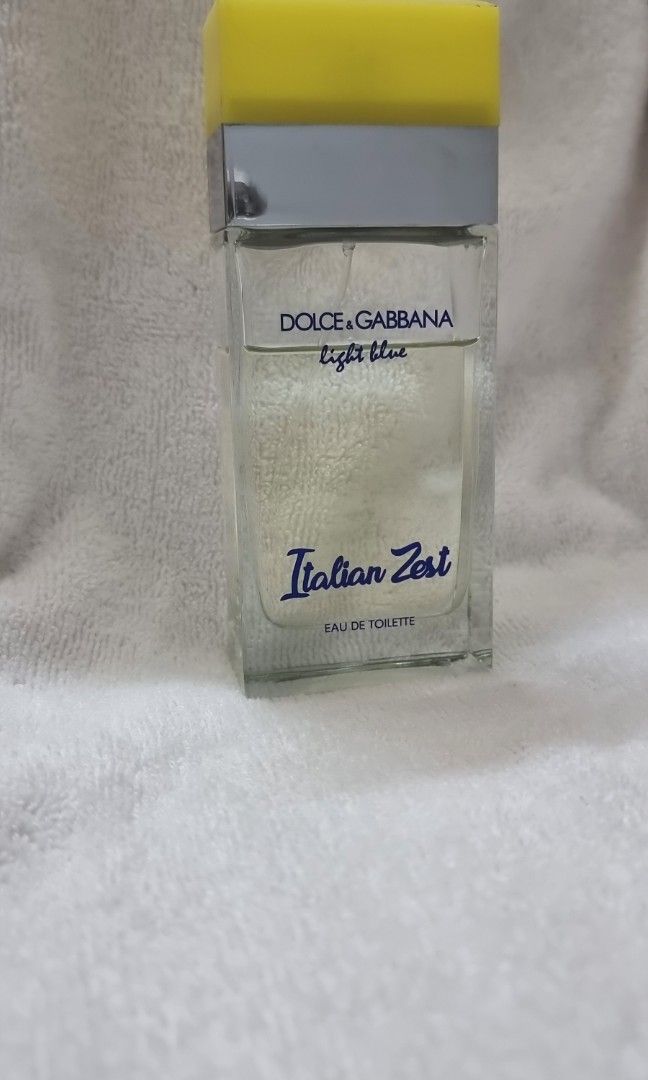 DOLCE & GABBANA
light blue
Italian Zest
EAU DE TOILETTE